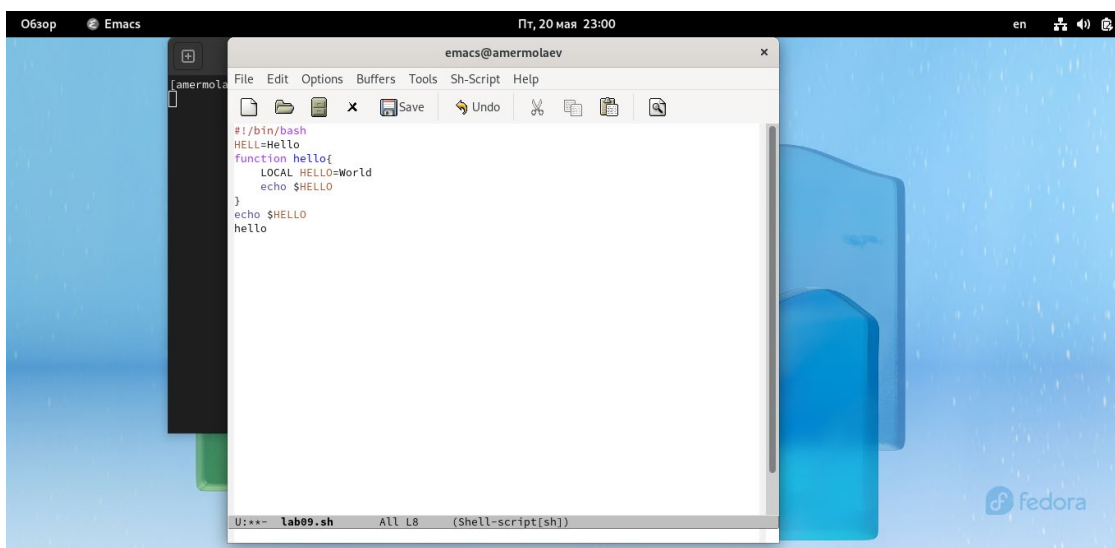 Обзор Emacs Пт, 20 мая 23:00 en
emacs@amermolaev
[amermola
File Edit Options Buffers Tools Sh-Script Help
Save Undo
#!/bin/bash
HELL=Hello
function hello{
    LOCAL HELLO=World
    echo $HELLO
}
echo $HELLO
hello
fedora
U:**- lab09.sh All L8 (Shell-script[sh])